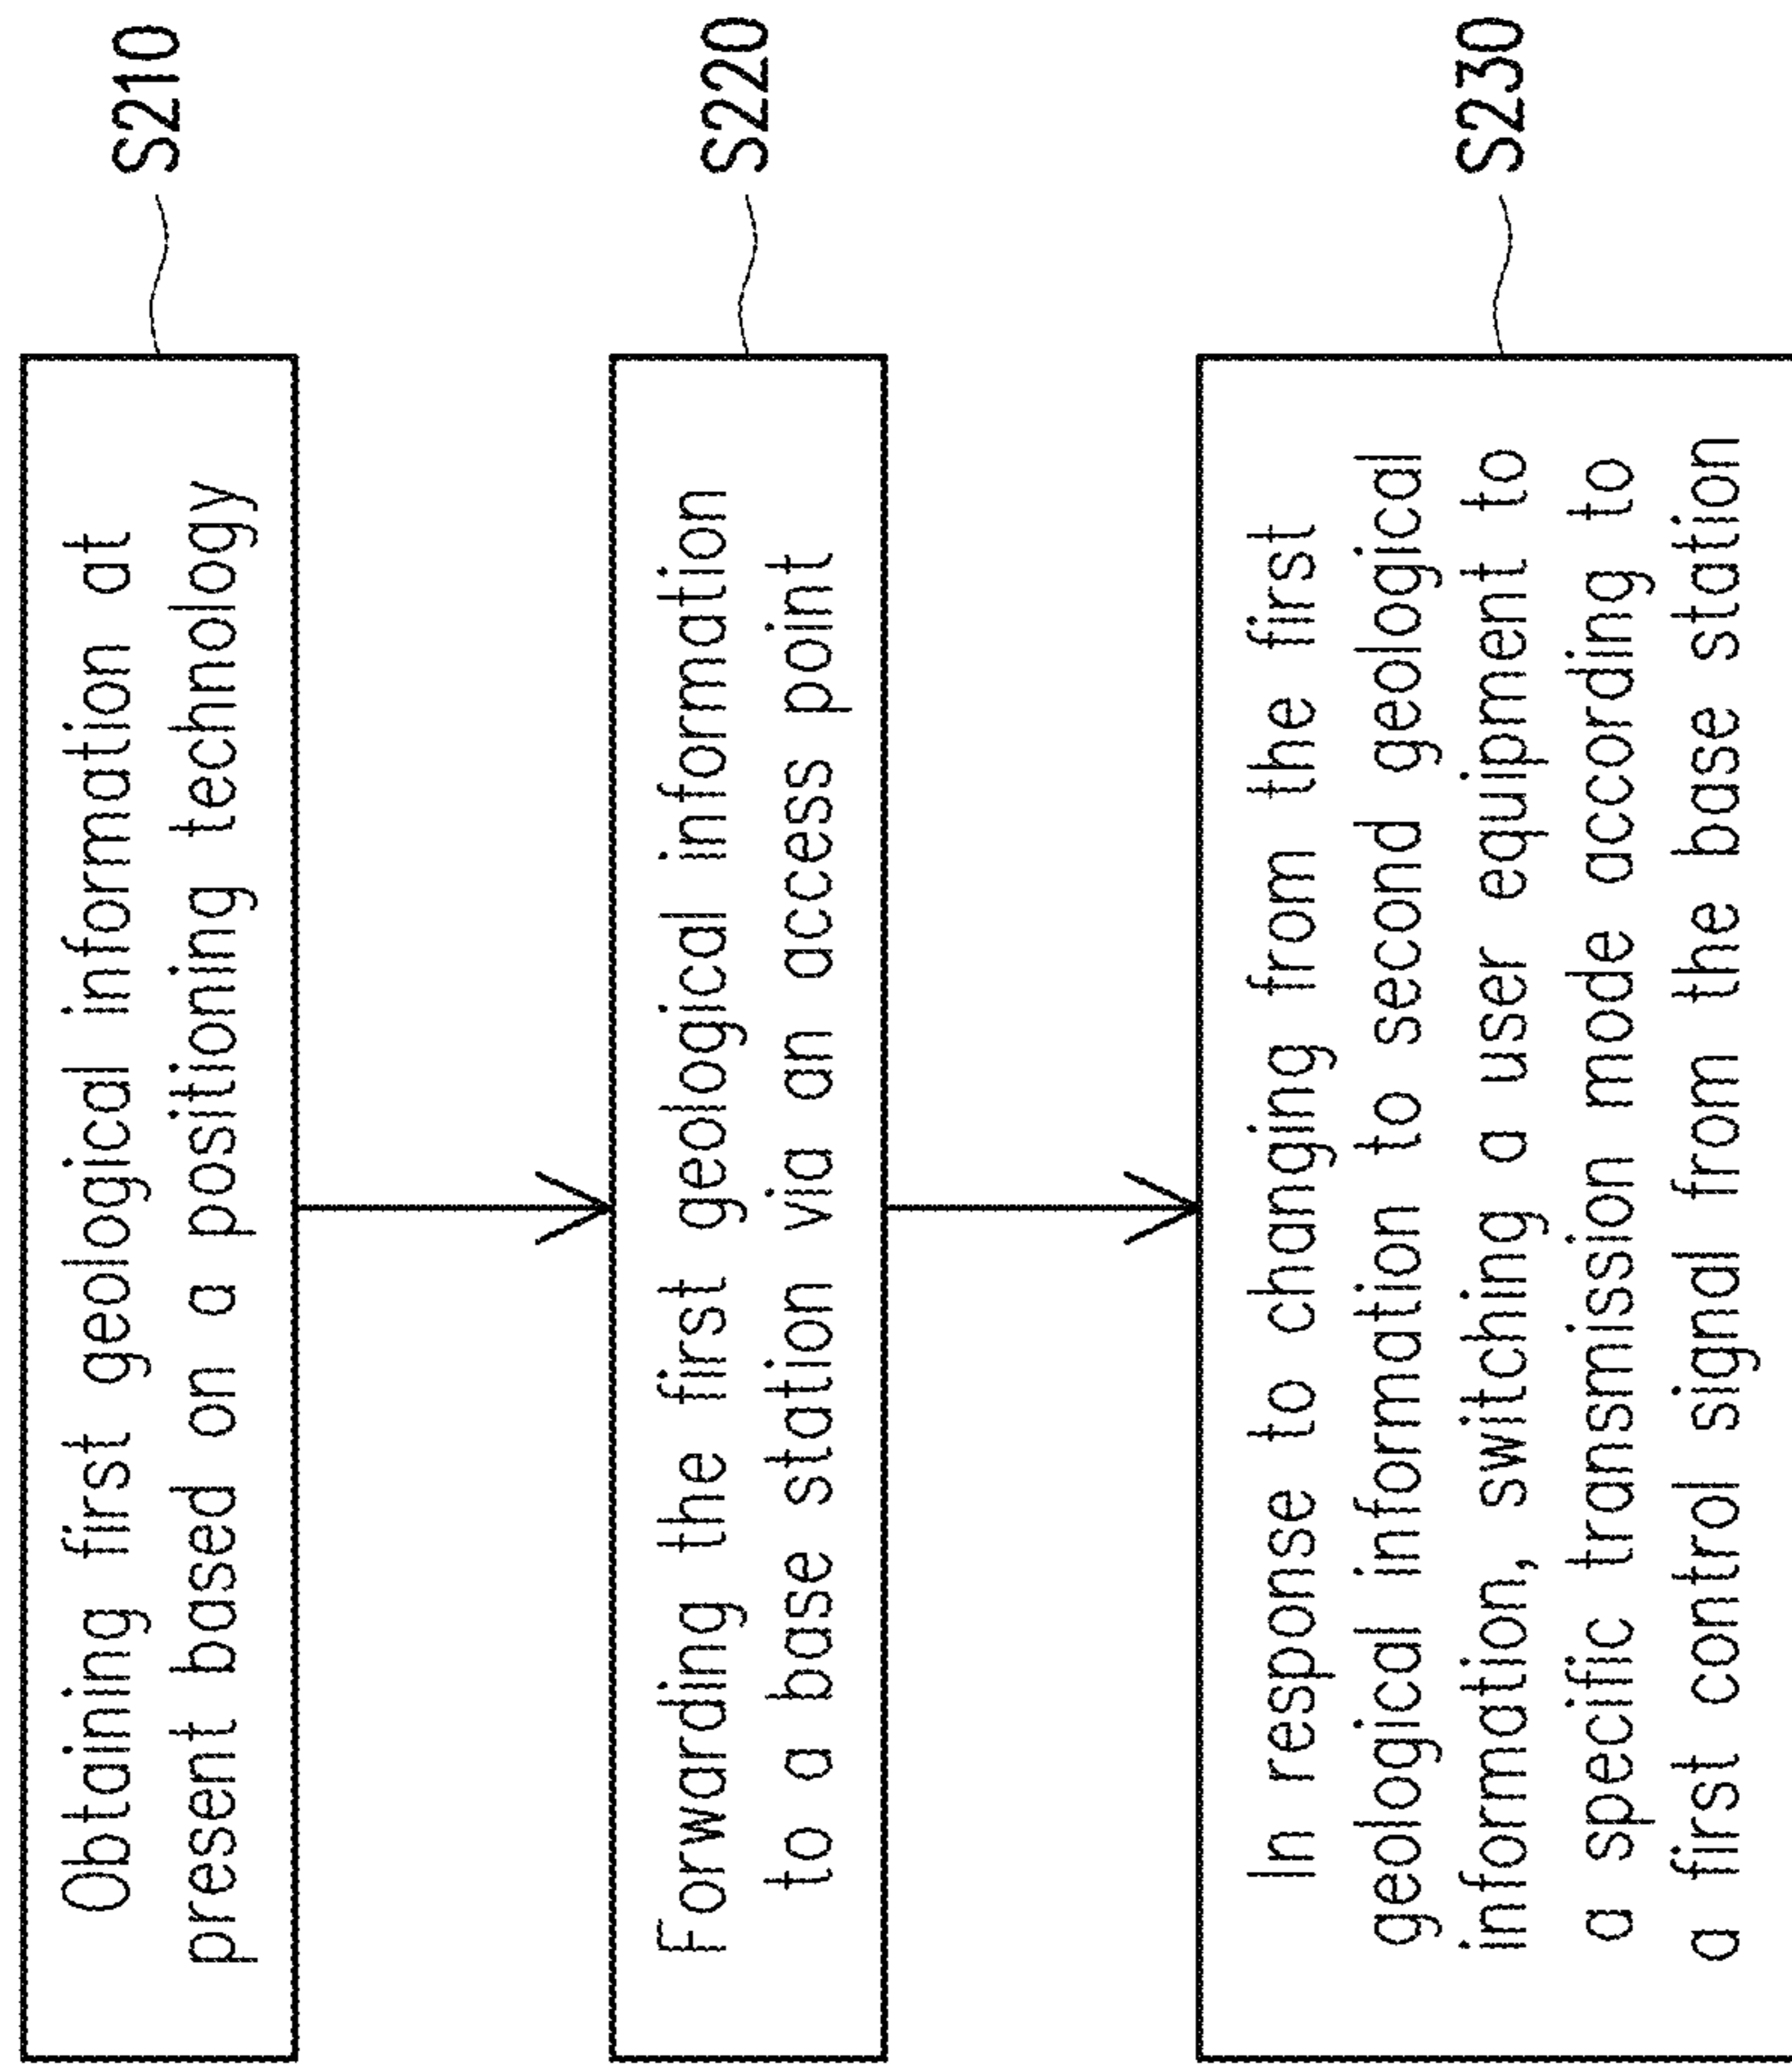 Obtaining first geological information at
present based on a positioning technology
S210
Forwarding the first geological information
to a base station via an access point
S220
In response to changing from the first
geological information to second geological
information, switching a user equipment to
a specific transmission mode according to
a first control signal from the base station
S230